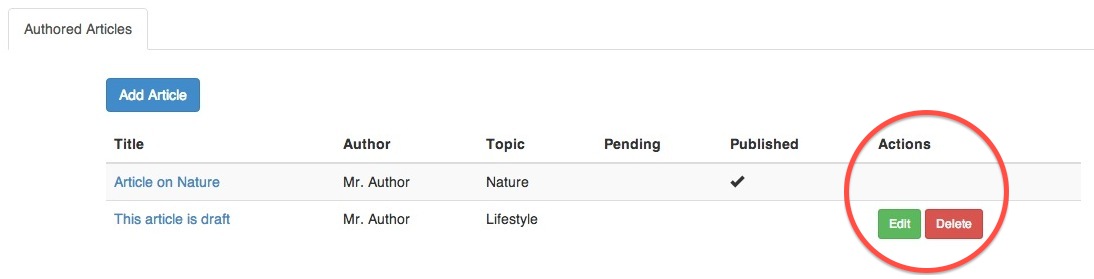 Authored Articles
Add Article
Title Author Topic Pending Published Actions
Article on Nature Mr. Author Nature ✔
This article is draft Mr. Author Lifestyle Edit Delete